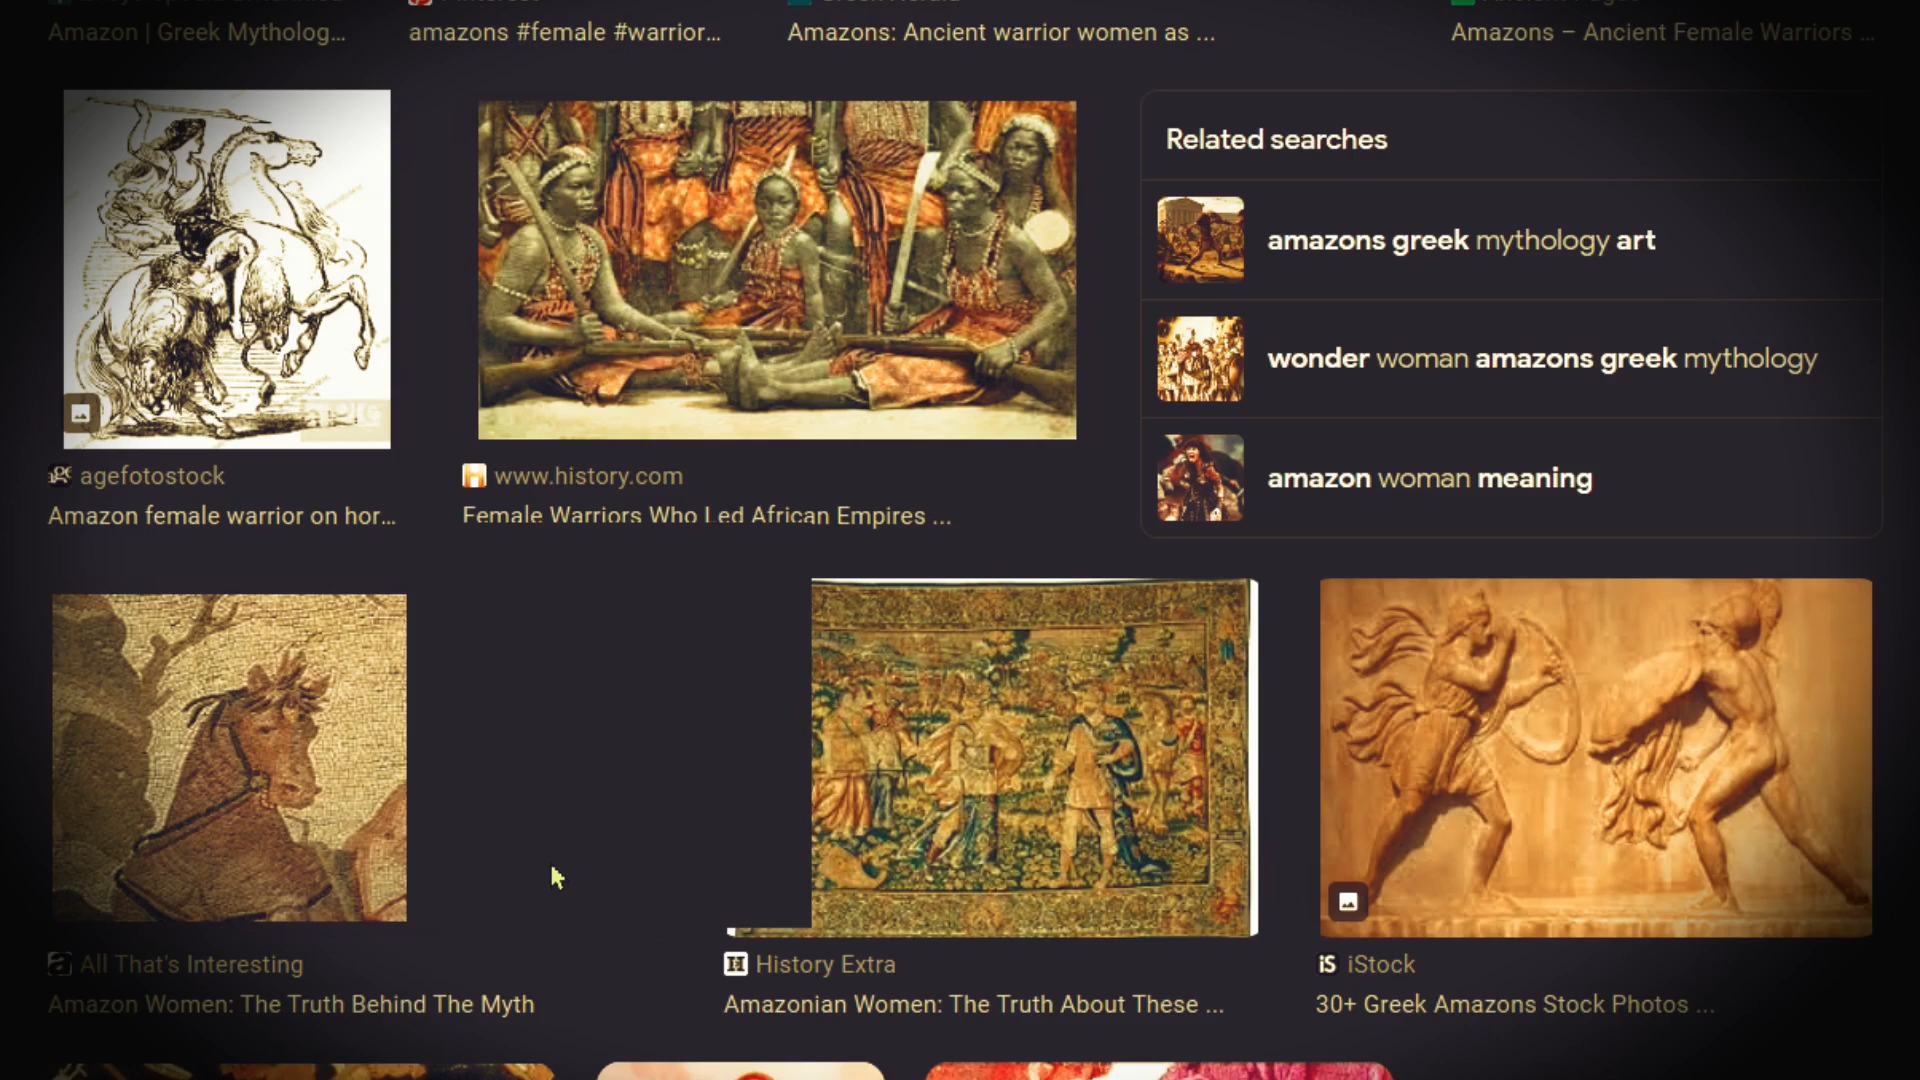 Amazon | Greek Mytholog...
amazons #female #warrior...
Amazons: Ancient warrior women as ...
Amazons – Ancient Female Warriors ...
Related searches
amazons greek mythology art
wonder woman amazons greek mythology
amazon woman meaning
agefotostock
Amazon female warrior on hor...
www.history.com
Female Warriors Who Led African Empires ...
All That's Interesting
Amazon Women: The Truth Behind The Myth
History Extra
Amazonian Women: The Truth About These ...
iS iStock
30+ Greek Amazons Stock Photos ...